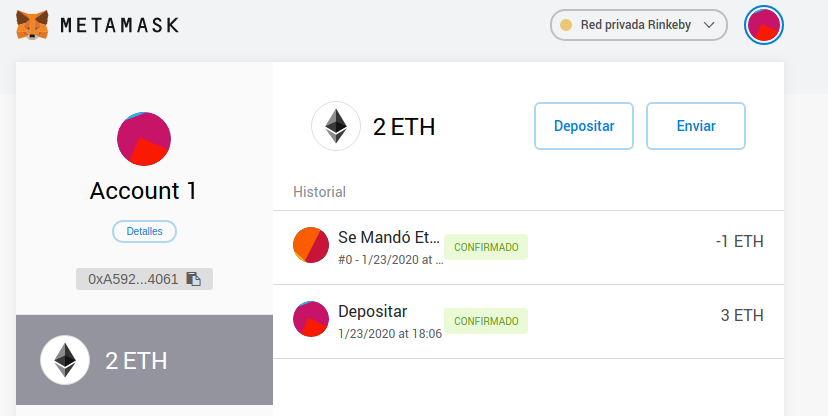 METAMASK
Red privada Rinkeby
Account 1
Detalles
0xA592...4061
2 ETH
2 ETH
Depositar
Enviar
Historial
Se Mandó Et...
CONFIRMADO
-1 ETH
#0 - 1/23/2020 at ...
Depositar
CONFIRMADO
3 ETH
1/23/2020 at 18:06